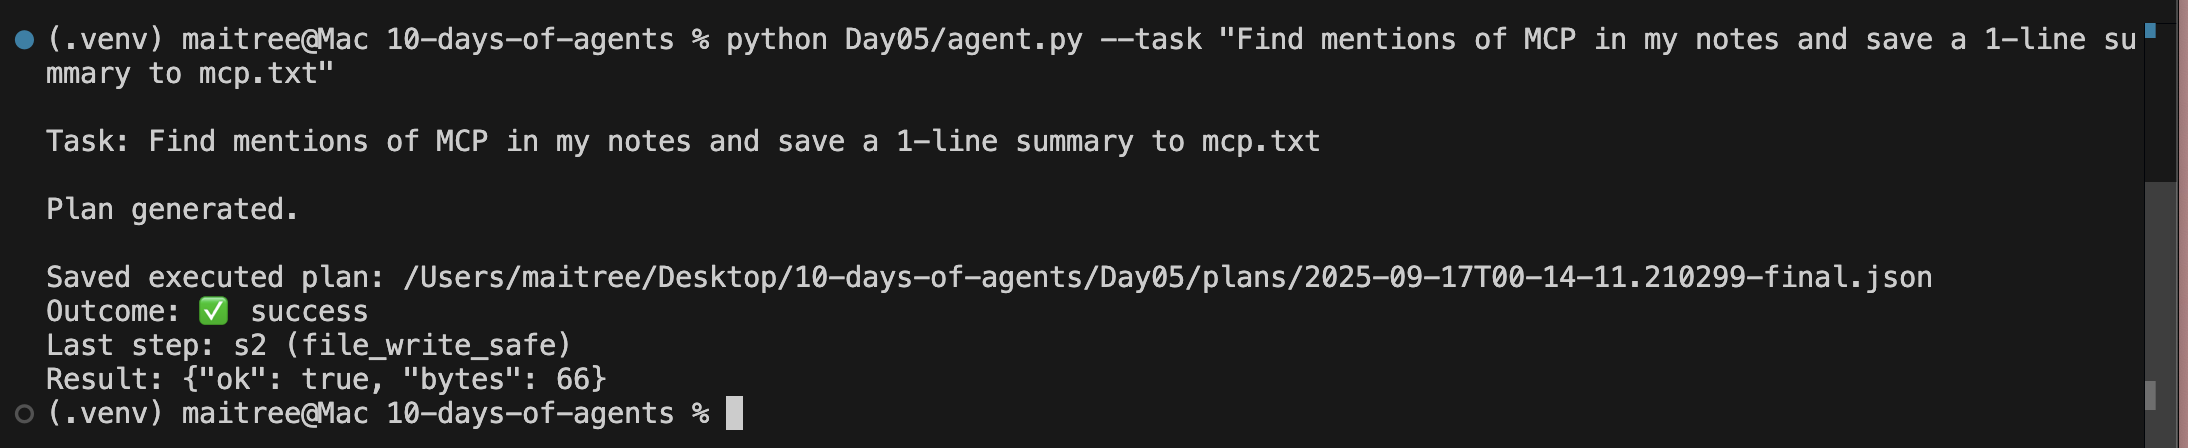 (.venv) maitree@Mac 10-days-of-agents % python Day05/agent.py --task "Find mentions of MCP in my notes and save a 1-line su
mmary to mcp.txt"
Task: Find mentions of MCP in my notes and save a 1-line summary to mcp.txt
Plan generated.
Saved executed plan: /Users/maitree/Desktop/10-days-of-agents/Day05/plans/2025-09-17T00-14-11.210299-final.json
Outcome: ✅ success
Last step: s2 (file_write_safe)
Result: {"ok": true, "bytes": 66}
(.venv) maitree@Mac 10-days-of-agents %